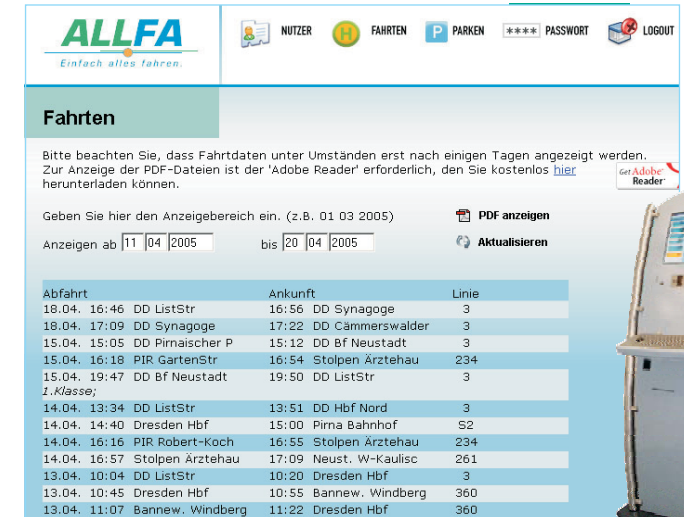 ALLFA
Einfach alles fahren.
NUTZER
H
FAHRTEN
P
PARKEN
**** PASSWORT
LOGOUT
Fahrten
Bitte beachten Sie, dass Fahrtdaten unter Umständen erst nach einigen Tagen angezeigt werden.
Zur Anzeige der PDF-Dateien ist der 'Adobe Reader' erforderlich, den Sie kostenlos hier
herunterladen können.
Get Adobe Reader
Geben Sie hier den Anzeigebereich ein. (z.B. 01 03 2005)
PDF anzeigen
Anzeigen ab 11 04 2005 bis 20 04 2005
Aktualisieren
Abfahrt Ankunft Linie
18.04. 16:46 DD ListStr 16:56 DD Synagoge 3
18.04. 17:09 DD Synagoge 17:22 DD Cämmerswalder 3
15.04. 15:05 DD Pirnaischer P 15:12 DD Bf Neustadt 3
15.04. 16:18 PIR GartenStr 16:54 Stolpen Ärztehau 234
15.04. 19:47 DD Bf Neustadt 19:50 DD ListStr 3
1.Klasse;
14.04. 13:34 DD ListStr 13:51 DD Hbf Nord 3
14.04. 14:40 Dresden Hbf 15:00 Pirna Bahnhof S2
14.04. 16:16 PIR Robert-Koch 16:55 Stolpen Ärztehau 234
14.04. 16:57 Stolpen Ärztehau 17:09 Neust. W-Kaulisc 261
13.04. 10:04 DD ListStr 10:20 Dresden Hbf 3
13.04. 10:45 Dresden Hbf 10:55 Bannew. Windberg 360
13.04. 11:07 Bannew. Windberg 11:22 Dresden Hbf 360